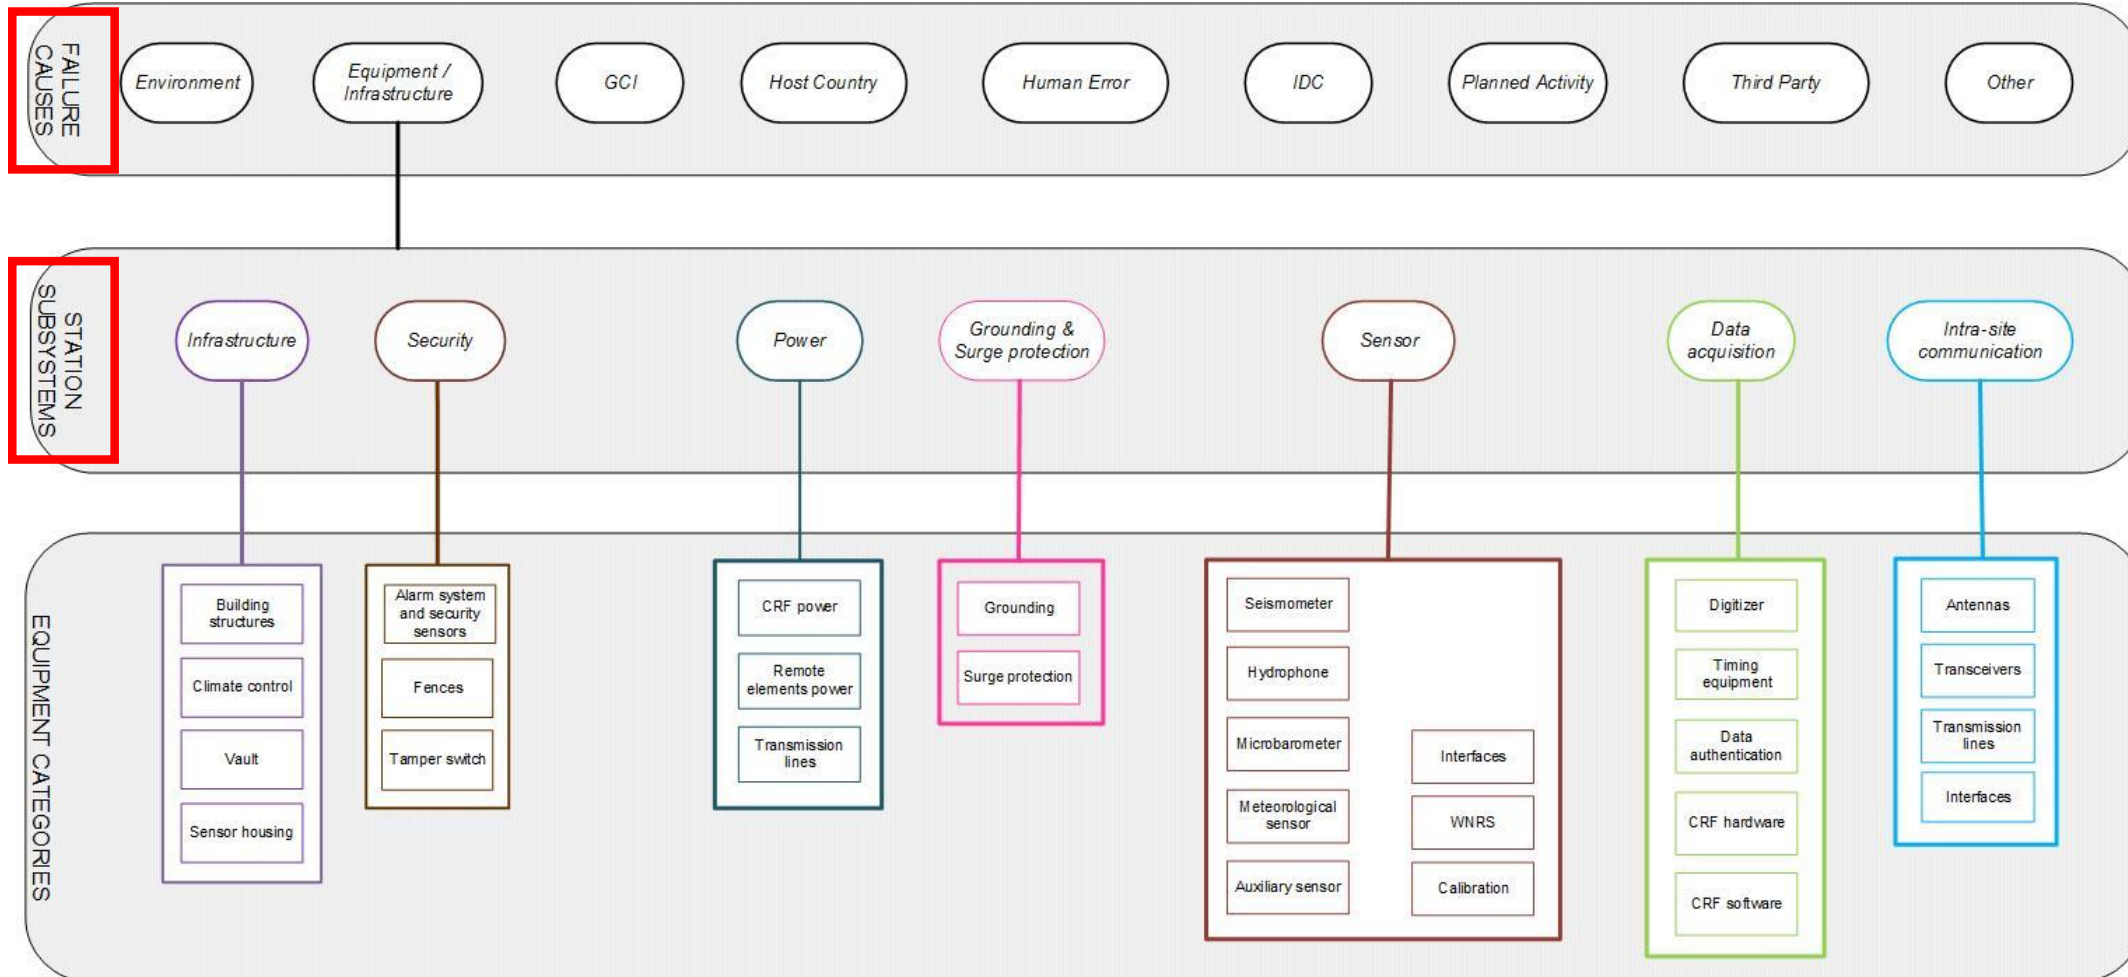 FAILURE
CAUSES
Environment
Equipment /
Infrastructure
GCI
Host Country
Human Error
IDC
Planned Activity
Third Party
Other
STATION
SUBSYSTEMS
Infrastructure
Security
Power
Grounding &
Surge protection
Sensor
Data
acquisition
Intra-site
communication
EQUIPMENT CATEGORIES
Building
structures
Climate control
Vault
Sensor housing
Alarm system
and security
sensors
Fences
Tamper switch
CRF power
Remote
elements power
Transmission
lines
Grounding
Surge protection
Seismometer
Hydrophone
Microbarometer
Meteorological
sensor
Auxiliary sensor
Interfaces
WNRS
Calibration
Digitizer
Timing
equipment
Data
authentication
CRF hardware
CRF software
Antennas
Transceivers
Transmission
lines
Interfaces